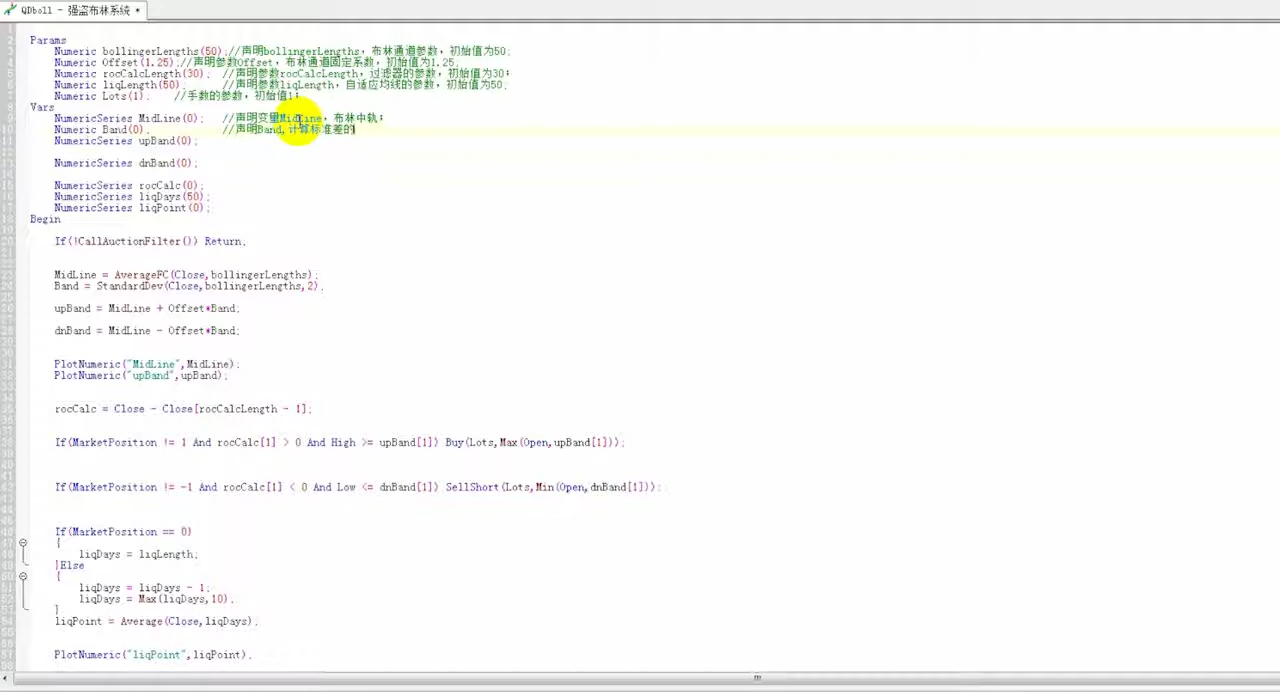 QDboll - 强盗布林系统 *
Params
Numeric bollingerLengths(50);//声明bollingerLengths，布林通道参数，初始值为50;
Numeric Offset(1.25);//声明参数Offset，布林通道固定系数，初始值为1.25;
Numeric rocCalcLength(30); //声明参数rocCalcLength，过滤器的参数，初始值为30;
Numeric liqLength(50); //声明参数liqLength，自适应均线的参数，初始值为50;
Numeric Lots(1); //手数的参数，初始值1;
Vars
NumericSeries MidLine(0); //声明变量MidLine，布林中轨;
Numeric Band(0); //声明Band,计算标准差的
NumericSeries upBand(0);
NumericSeries dnBand(0);
NumericSeries rocCalc(0);
NumericSeries liqDays(50);
NumericSeries liqPoint(0);
Begin
If(!CallAuctionFilter()) Return;
MidLine = AverageFC(Close,bollingerLengths);
Band = StandardDev(Close,bollingerLengths,2);
upBand = MidLine + Offset*Band;
dnBand = MidLine - Offset*Band;
PlotNumeric("MidLine",MidLine);
PlotNumeric("upBand",upBand);
rocCalc = Close - Close[rocCalcLength - 1];
If(MarketPosition != 1 And rocCalc[1] > 0 And High >= upBand[1]) Buy(Lots,Max(Open,upBand[1]));
If(MarketPosition != -1 And rocCalc[1] < 0 And Low <= dnBand[1]) SellShort(Lots,Min(Open,dnBand[1]));
If(MarketPosition == 0)
{
liqDays = liqLength;
}Else
{
liqDays = liqDays - 1;
liqDays = Max(liqDays,10);
}
liqPoint = Average(Close,liqDays);
PlotNumeric("liqPoint",liqPoint);